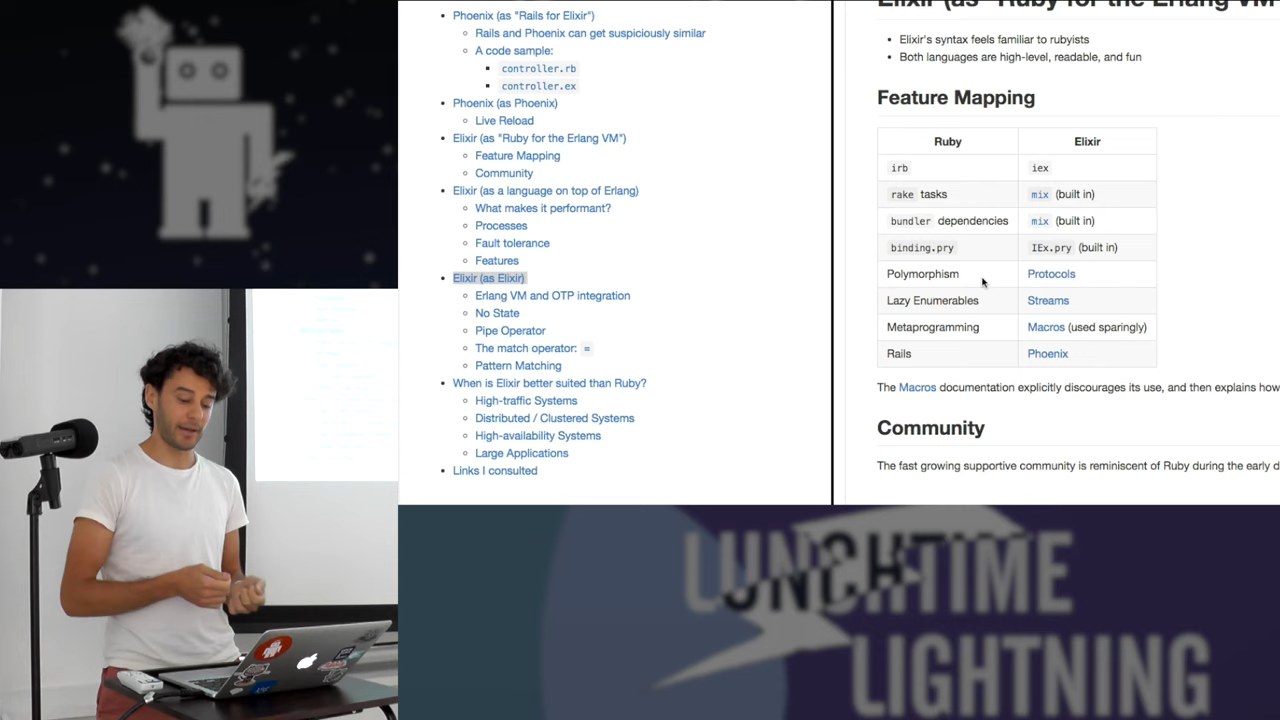 Phoenix (as "Rails for Elixir")
Rails and Phoenix can get suspiciously similar
A code sample:
controller.rb
controller.ex
Phoenix (as Phoenix)
Live Reload
Elixir (as "Ruby for the Erlang VM")
Feature Mapping
Community
Elixir (as a language on top of Erlang)
What makes it performant?
Processes
Fault tolerance
Features
Elixir (as Elixir)
Erlang VM and OTP integration
No State
Pipe Operator
The match operator: =
Pattern Matching
When is Elixir better suited than Ruby?
High-traffic Systems
Distributed / Clustered Systems
High-availability Systems
Large Applications
Links I consulted
Elixir (as "Ruby for the Erlang VM
Elixir's syntax feels familiar to rubyists
Both languages are high-level, readable, and fun
Feature Mapping
Ruby Elixir
irb iex
rake tasks mix (built in)
bundler dependencies mix (built in)
binding.pry IEx.pry (built in)
Polymorphism Protocols
Lazy Enumerables Streams
Metaprogramming Macros (used sparingly)
Rails Phoenix
The Macros documentation explicitly discourages its use, and then explains how
Community
The fast growing supportive community is reminiscent of Ruby during the early d
LUNCHTIME
LIGHTNING